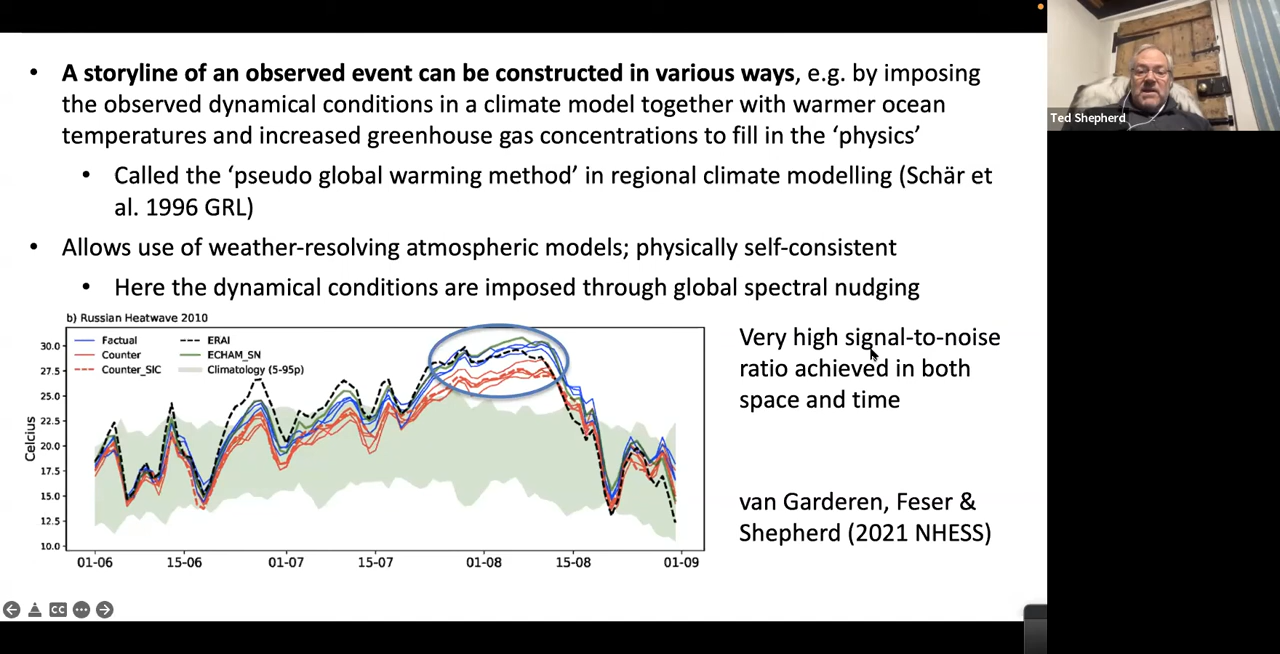 • A storyline of an observed event can be constructed in various ways, e.g. by imposing
the observed dynamical conditions in a climate model together with warmer ocean
temperatures and increased greenhouse gas concentrations to fill in the ‘physics’
• Called the ‘pseudo global warming method’ in regional climate modelling (Schär et
al. 1996 GRL)
• Allows use of weather-resolving atmospheric models; physically self-consistent
• Here the dynamical conditions are imposed through global spectral nudging
b) Russian Heatwave 2010
Factual
Counter
Counter_SIC
ERAI
ECHAM_SN
Climatology (5-95p)
Celcius
30.0
27.5
25.0
22.5
20.0
17.5
15.0
12.5
10.0
01-06
15-06
01-07
15-07
01-08
15-08
01-09
Very high signal-to-noise
ratio achieved in both
space and time
van Garderen, Feser &
Shepherd (2021 NHESS)
CC
Ted Shepherd